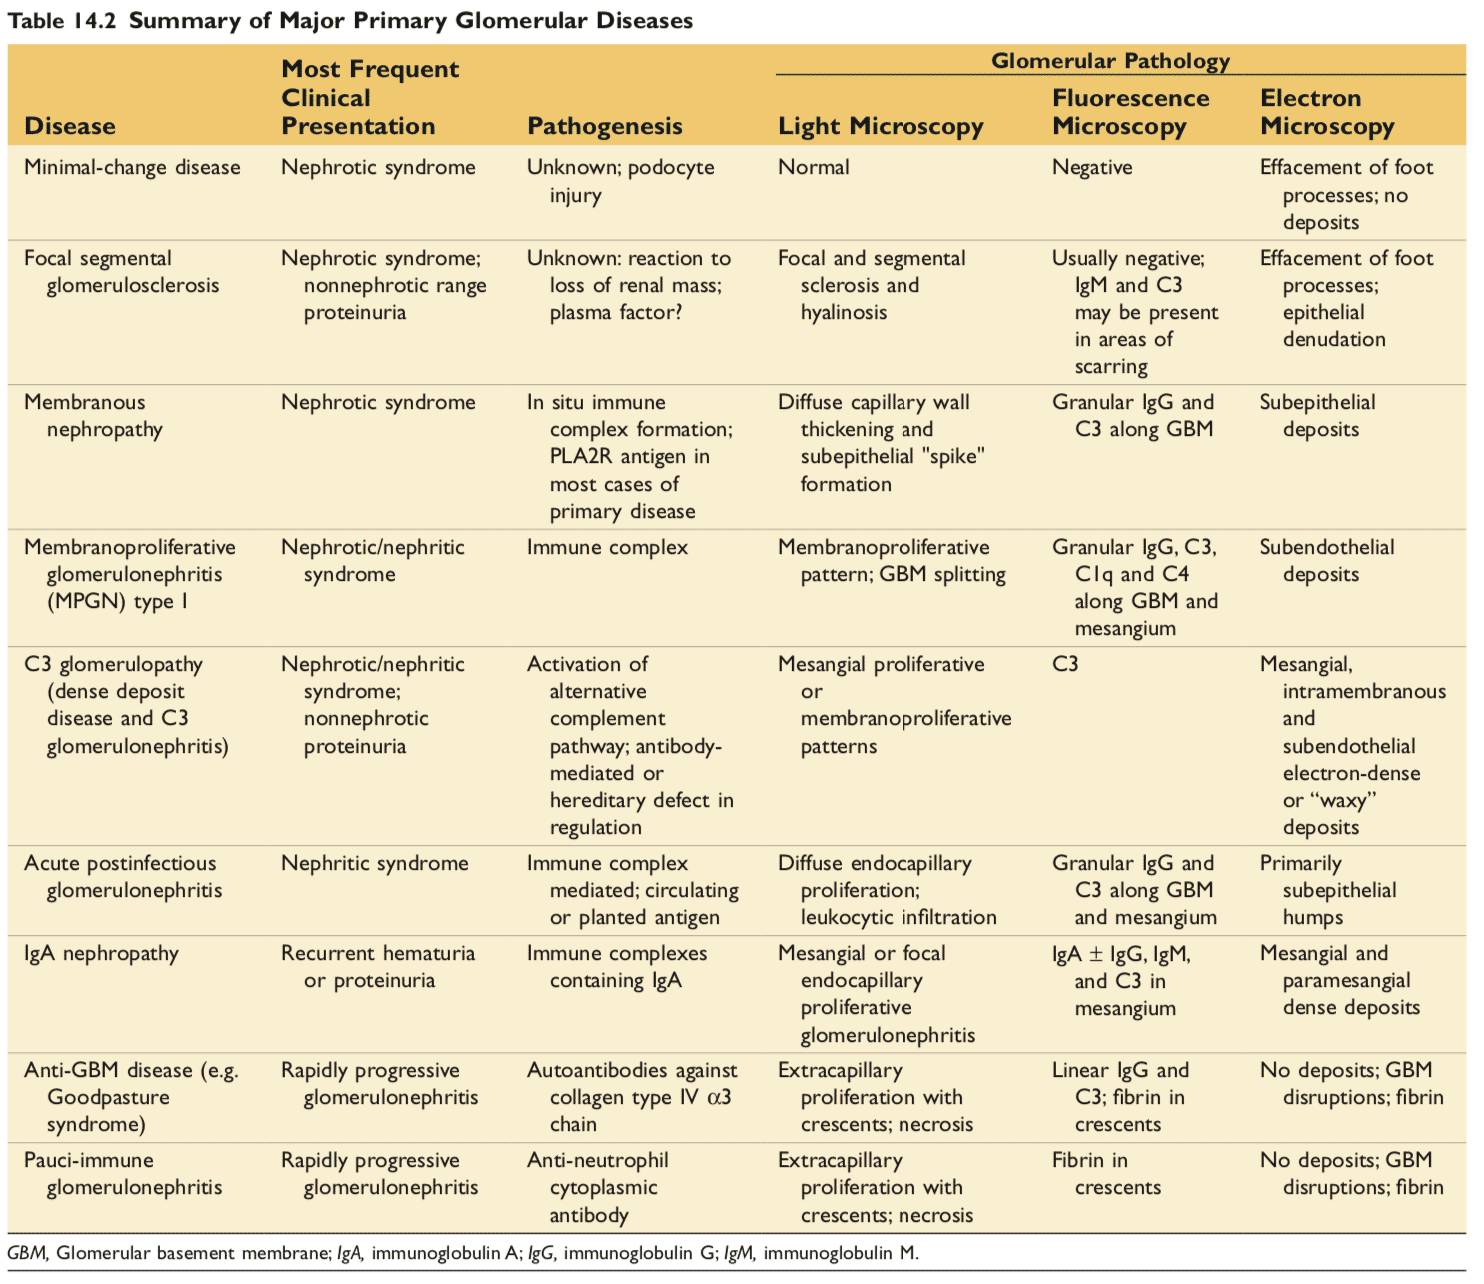 Table 14.2 Summary of Major Primary Glomerular Diseases
Glomerular Pathology
Disease
Most Frequent
Clinical
Presentation
Pathogenesis
Light Microscopy
Fluorescence
Microscopy
Electron
Microscopy
Minimal-change disease
Nephrotic syndrome
Unknown; podocyte
injury
Normal
Negative
Effacement of foot
processes; no
deposits
Focal segmental
glomerulosclerosis
Nephrotic syndrome;
nonnephrotic range
proteinuria
Unknown: reaction to
loss of renal mass;
plasma factor?
Focal and segmental
sclerosis and
hyalinosis
Usually negative;
IgM and C3
may be present
in areas of
scarring
Effacement of foot
processes;
epithelial
denudation
Membranous
nephropathy
Nephrotic syndrome
In situ immune
complex formation;
PLA2R antigen in
most cases of
primary disease
Diffuse capillary wall
thickening and
subepithelial "spike"
formation
Granular IgG and
C3 along GBM
Subepithelial
deposits
Membranoproliferative
glomerulonephritis
(MPGN) type I
Nephrotic/nephritic
syndrome
Immune complex
Membranoproliferative
pattern; GBM splitting
Granular IgG, C3,
C1q and C4
along GBM and
mesangium
Subendothelial
deposits
C3 glomerulopathy
(dense deposit
disease and C3
glomerulonephritis)
Nephrotic/nephritic
syndrome;
nonnephrotic
proteinuria
Activation of
alternative
complement
pathway; antibody-
mediated or
hereditary defect in
regulation
Mesangial proliferative
or
membranoproliferative
patterns
C3
Mesangial,
intramembranous
and
subendothelial
electron-dense
or “waxy”
deposits
Acute postinfectious
glomerulonephritis
Nephritic syndrome
Immune complex
mediated; circulating
or planted antigen
Diffuse endocapillary
proliferation;
leukocytic infiltration
Granular IgG and
C3 along GBM
and mesangium
Primarily
subepithelial
humps
IgA nephropathy
Recurrent hematuria
or proteinuria
Immune complexes
containing IgA
Mesangial or focal
endocapillary
proliferative
glomerulonephritis
IgA ± IgG, IgM,
and C3 in
mesangium
Mesangial and
paramesangial
dense deposits
Anti-GBM disease (e.g.
Goodpasture
syndrome)
Rapidly progressive
glomerulonephritis
Autoantibodies against
collagen type IV α3
chain
Extracapillary
proliferation with
crescents; necrosis
Linear IgG and
C3; fibrin in
crescents
No deposits; GBM
disruptions; fibrin
Pauci-immune
glomerulonephritis
Rapidly progressive
glomerulonephritis
Anti-neutrophil
cytoplasmic
antibody
Extracapillary
proliferation with
crescents; necrosis
Fibrin in
crescents
No deposits; GBM
disruptions; fibrin
GBM, Glomerular basement membrane; IgA, immunoglobulin A; IgG, immunoglobulin G; IgM, immunoglobulin M.